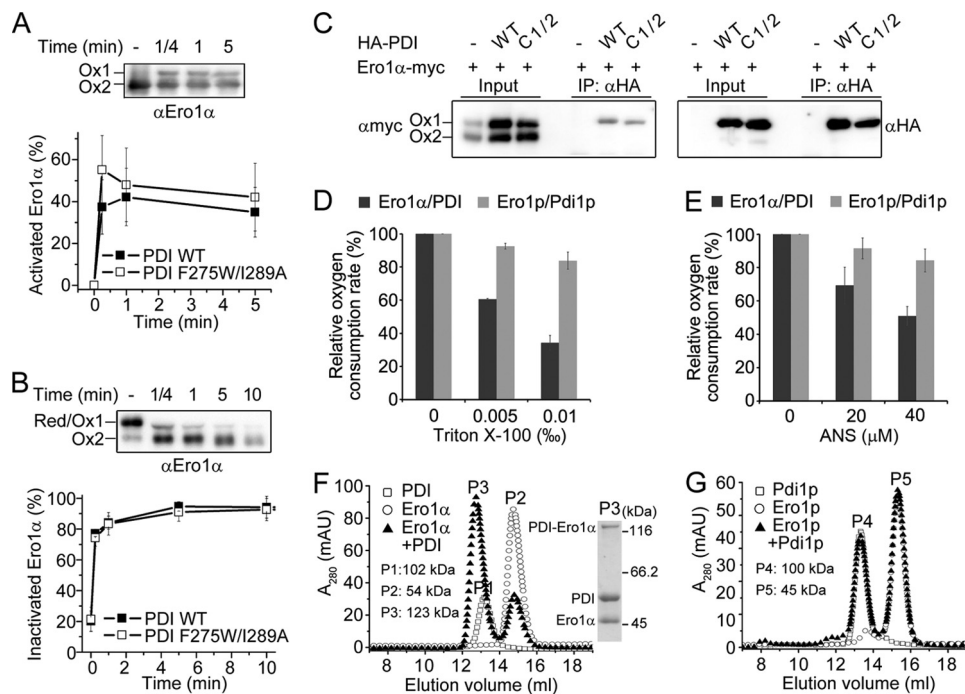 A
Time (min) - 1/4 1 5
Ox1
Ox2
αEro1α
Activated Ero1α (%)
60
40
20
0
PDI WT
PDI F275W/I289A
0 1 2 3 4 5
Time (min)
B
Time (min) - 1/4 1 5 10
Red/Ox1
Ox2
αEro1α
Inactivated Ero1α (%)
100
80
60
40
20
0
PDI WT
PDI F275W/I289A
0 2 4 6 8 10
Time (min)
C
HA-PDI - WT C1/2 - WT C1/2 - WT C1/2 - WT C1/2
Ero1α-myc + + + + + + + + + + + +
Input IP: αHA Input IP: αHA
αmyc Ox1
Ox2
αHA
D
Ero1α/PDI Ero1p/Pdi1p
Relative oxygen
consumption rate (%)
100
80
60
40
20
0
0 0.005 0.01
Triton X-100 (‰)
E
Ero1α/PDI Ero1p/Pdi1p
Relative oxygen
consumption rate (%)
100
80
60
40
20
0
0 20 40
ANS (μM)
F
PDI
Ero1α
Ero1α
+PDI
P1:102 kDa
P2: 54 kDa
P3: 123 kDa
P3
P2
P1
A280 (mAU)
100
80
60
40
20
0
8 10 12 14 16 18
Elution volume (ml)
P3 (kDa)
PDI-Ero1α
116
66.2
PDI
Ero1α
45
G
Pdi1p
Ero1p
Ero1p
+Pdi1p
P4: 100 kDa
P5: 45 kDa
P4
P5
A280 (mAU)
60
50
40
30
20
10
0
8 10 12 14 16 18
Elution volume (ml)